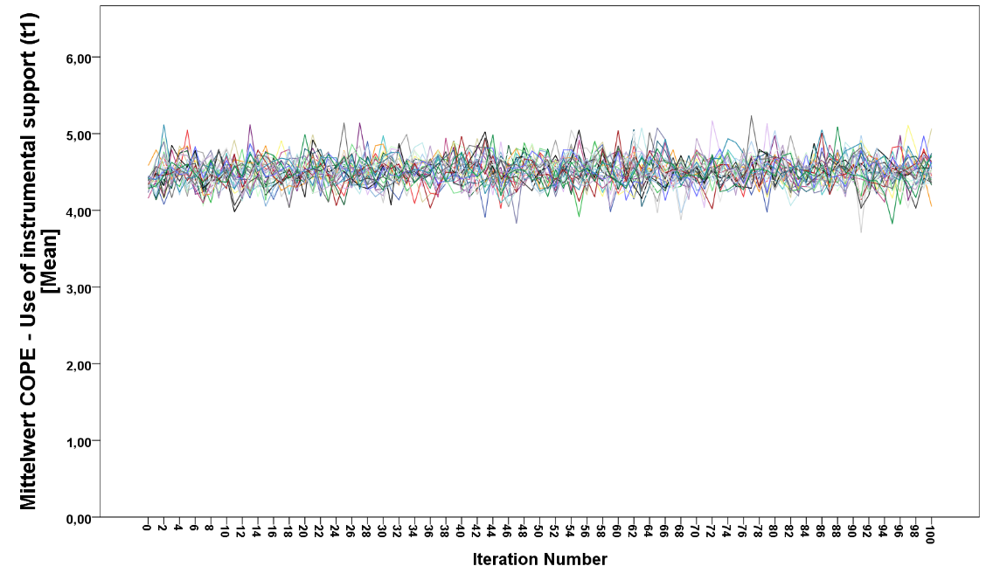 Mittelwert COPE - Use of instrumental support (t1)
[Mean]
6,00
5,00
4,00
3,00
2,00
1,00
0,00
0 2 4 6 8 10 12 14 16 18 20 22 24 26 28 30 32 34 36 38 40 42 44 46 48 50 52 54 56 58 60 62 64 66 68 70 72 74 76 77 80 82 84 86 88 90 92 94 96 98 100
Iteration Number